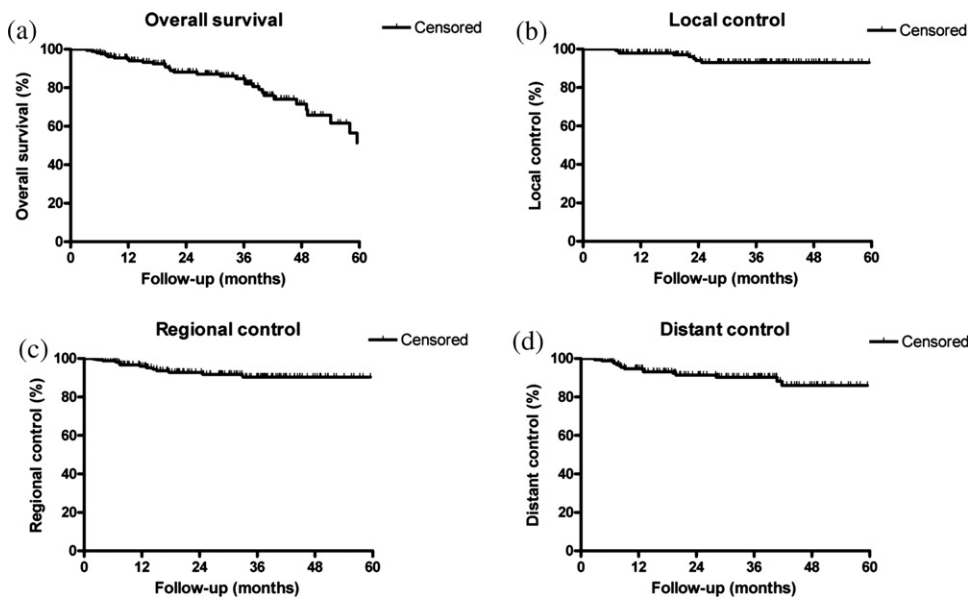 (a)
Overall survival
Censored
100
80
60
40
20
0
0 12 24 36 48 60
Overall survival (%)
Follow-up (months)
(b)
Local control
Censored
100
80
60
40
20
0
0 12 24 36 48 60
Local control (%)
Follow-up (months)
(c)
Regional control
Censored
100
80
60
40
20
0
0 12 24 36 48 60
Regional control (%)
Follow-up (months)
(d)
Distant control
Censored
100
80
60
40
20
0
0 12 24 36 48 60
Distant control (%)
Follow-up (months)